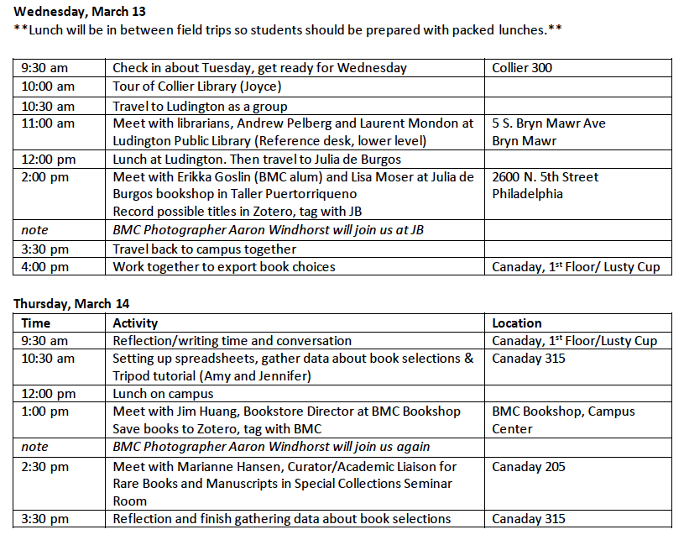 Wednesday, March 13
**Lunch will be in between field trips so students should be prepared with packed lunches.**
9:30 am Check in about Tuesday, get ready for Wednesday Collier 300
10:00 am Tour of Collier Library (Joyce)
10:30 am Travel to Ludington as a group
11:00 am Meet with librarians, Andrew Pelberg and Laurent Mondon at 5 S. Bryn Mawr Ave
Ludington Public Library (Reference desk, lower level) Bryn Mawr
12:00 pm Lunch at Ludington. Then travel to Julia de Burgos
2:00 pm Meet with Erikka Goslin (BMC alum) and Lisa Moser at Julia de 2600 N. 5th Street
Burgos bookshop in Taller Puertorriqueno Philadelphia
Record possible titles in Zotero, tag with JB
note BMC Photographer Aaron Windhorst will join us at JB
3:30 pm Travel back to campus together
4:00 pm Work together to export book choices Canaday, 1st Floor/ Lusty Cup
Thursday, March 14
Time Activity Location
9:30 am Reflection/writing time and conversation Canaday, 1st Floor/Lusty Cup
10:30 am Setting up spreadsheets, gather data about book selections & Canaday 315
Tripod tutorial (Amy and Jennifer)
12:00 pm Lunch on campus
1:00 pm Meet with Jim Huang, Bookstore Director at BMC Bookshop BMC Bookshop, Campus
Save books to Zotero, tag with BMC Center
note BMC Photographer Aaron Windhorst will join us again
2:30 pm Meet with Marianne Hansen, Curator/Academic Liaison for Canaday 205
Rare Books and Manuscripts in Special Collections Seminar
Room
3:30 pm Reflection and finish gathering data about book selections Canaday 315